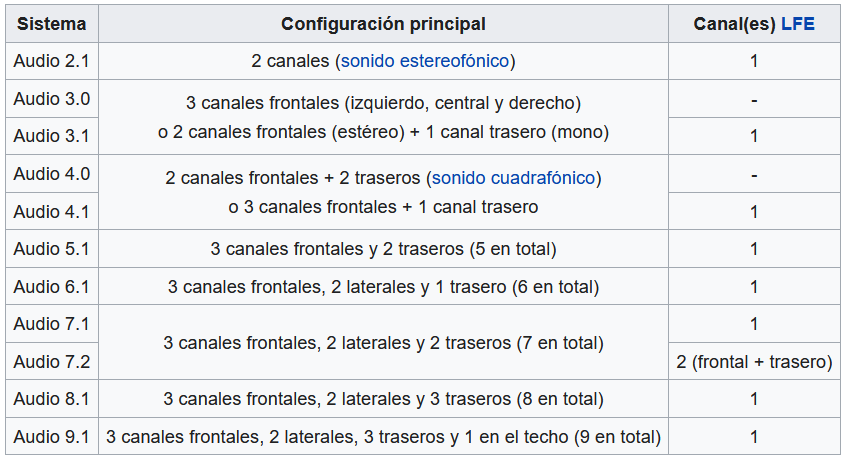 Sistema Configuración principal Canal(es) LFE
Audio 2.1 2 canales (sonido estereofónico) 1
Audio 3.0 3 canales frontales (izquierdo, central y derecho) -
Audio 3.1 o 2 canales frontales (estéreo) + 1 canal trasero (mono) 1
Audio 4.0 2 canales frontales + 2 traseros (sonido cuadrafónico) -
Audio 4.1 o 3 canales frontales + 1 canal trasero 1
Audio 5.1 3 canales frontales y 2 traseros (5 en total) 1
Audio 6.1 3 canales frontales, 2 laterales y 1 trasero (6 en total) 1
Audio 7.1 1
3 canales frontales, 2 laterales y 2 traseros (7 en total)
Audio 7.2 2 (frontal + trasero)
Audio 8.1 3 canales frontales, 2 laterales y 3 traseros (8 en total) 1
Audio 9.1 3 canales frontales, 2 laterales, 3 traseros y 1 en el techo (9 en total) 1